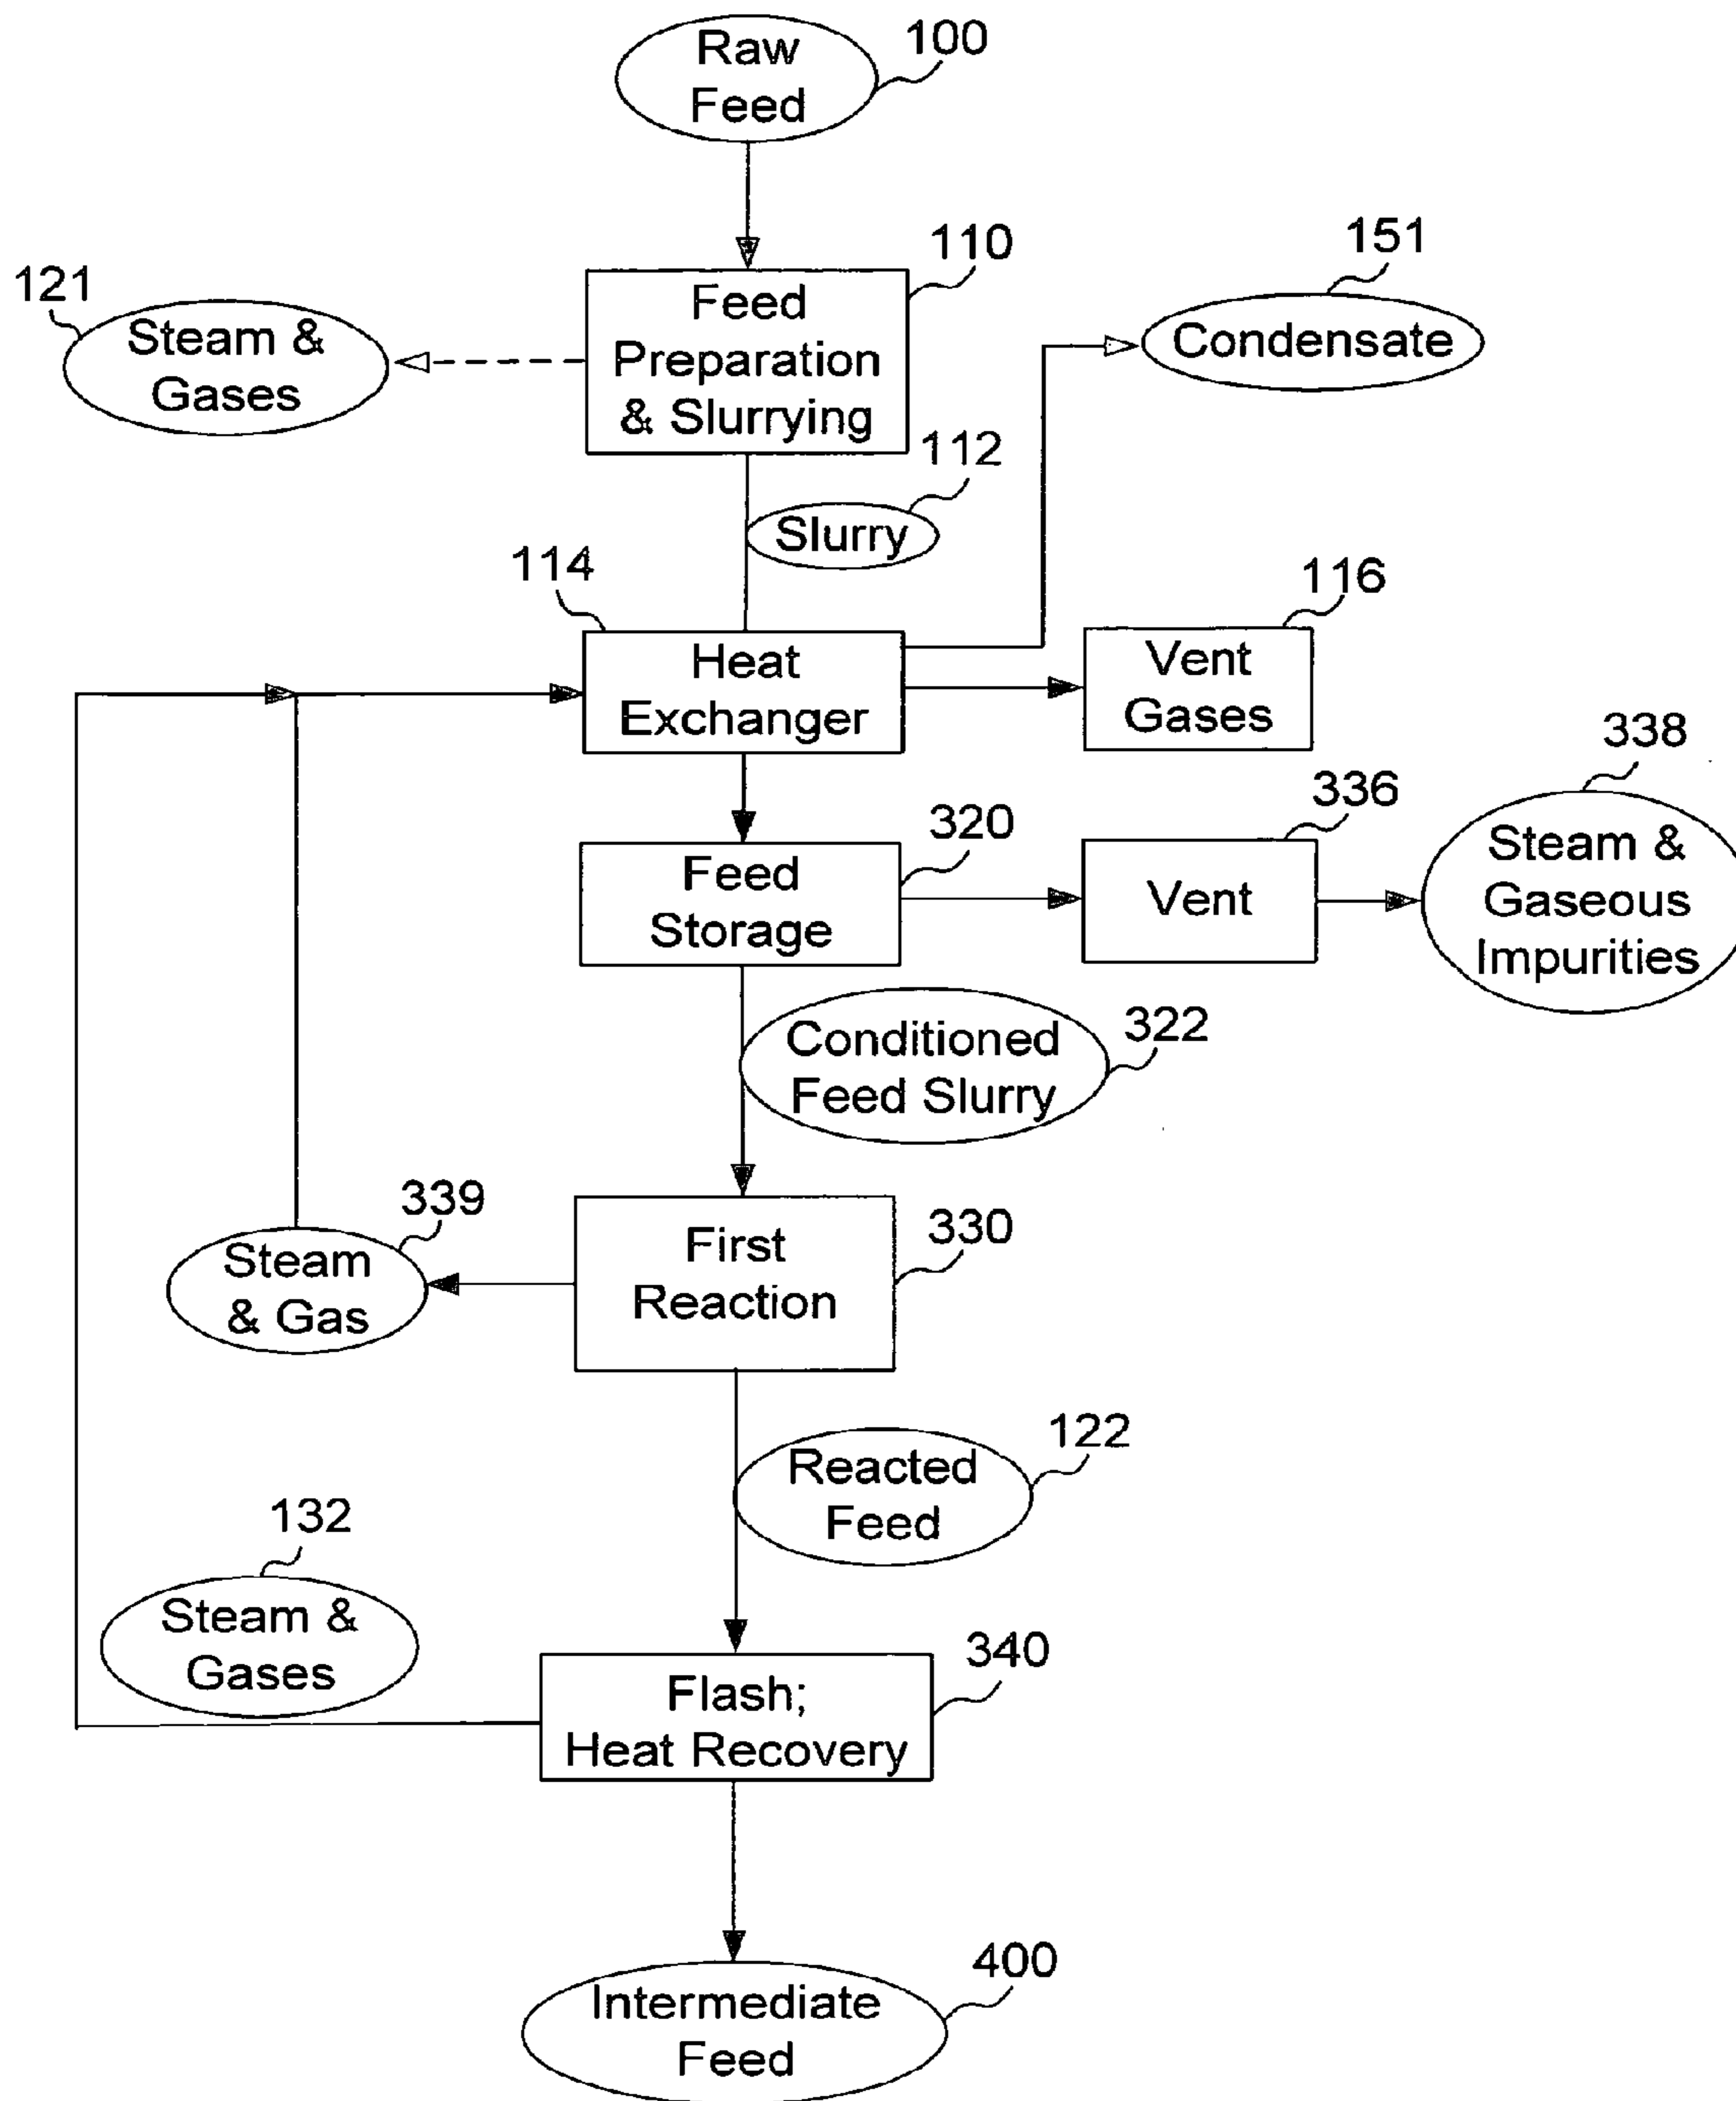 Raw
Feed
100
110
Feed
Preparation
& Slurrying
121
Steam &
Gases
151
Condensate
112
Slurry
114
Heat
Exchanger
116
Vent
Gases
320
Feed
Storage
336
Vent
338
Steam &
Gaseous
Impurities
Conditioned
Feed Slurry
322
339
Steam
& Gas
First
Reaction
330
Reacted
Feed
122
132
Steam &
Gases
340
Flash;
Heat Recovery
400
Intermediate
Feed